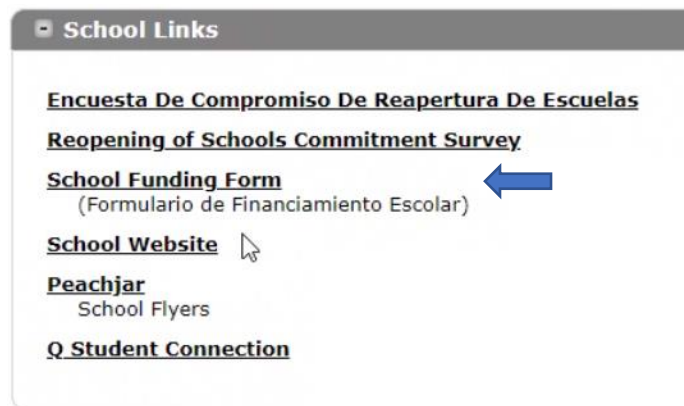 School Links
Encuesta De Compromiso De Reapertura De Escuelas
Reopening of Schools Commitment Survey
School Funding Form
(Formulario de Financiamiento Escolar)
School Website
Peachjar
School Flyers
Q Student Connection